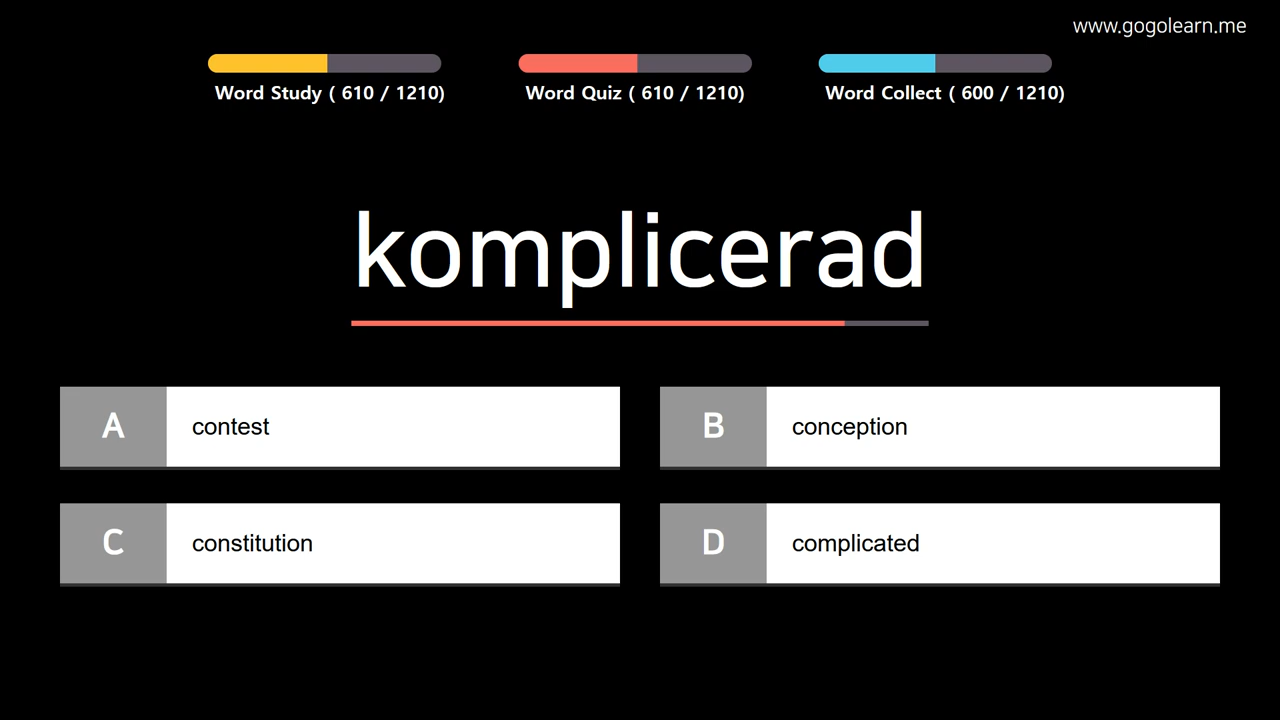 www.gogolearn.me
Word Study ( 610 / 1210)
Word Quiz ( 610 / 1210)
Word Collect ( 600 / 1210)
komplicerad
A contest
B conception
C constitution
D complicated